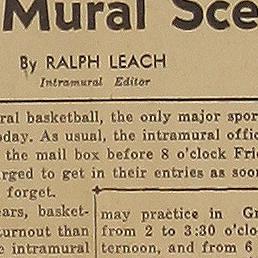 Mural Sce
By RALPH LEACH
Intramural Editor
ral basketball, the only major spor
oday. As usual, the intramural offic
the mail box before 8 o'clock Fri
rged to get in their entries as soon
forget.
ears, basket-
turnout than
e intramural
may practice in Gr
from 2 to 3:30 o'clo
ternoon, and from 6